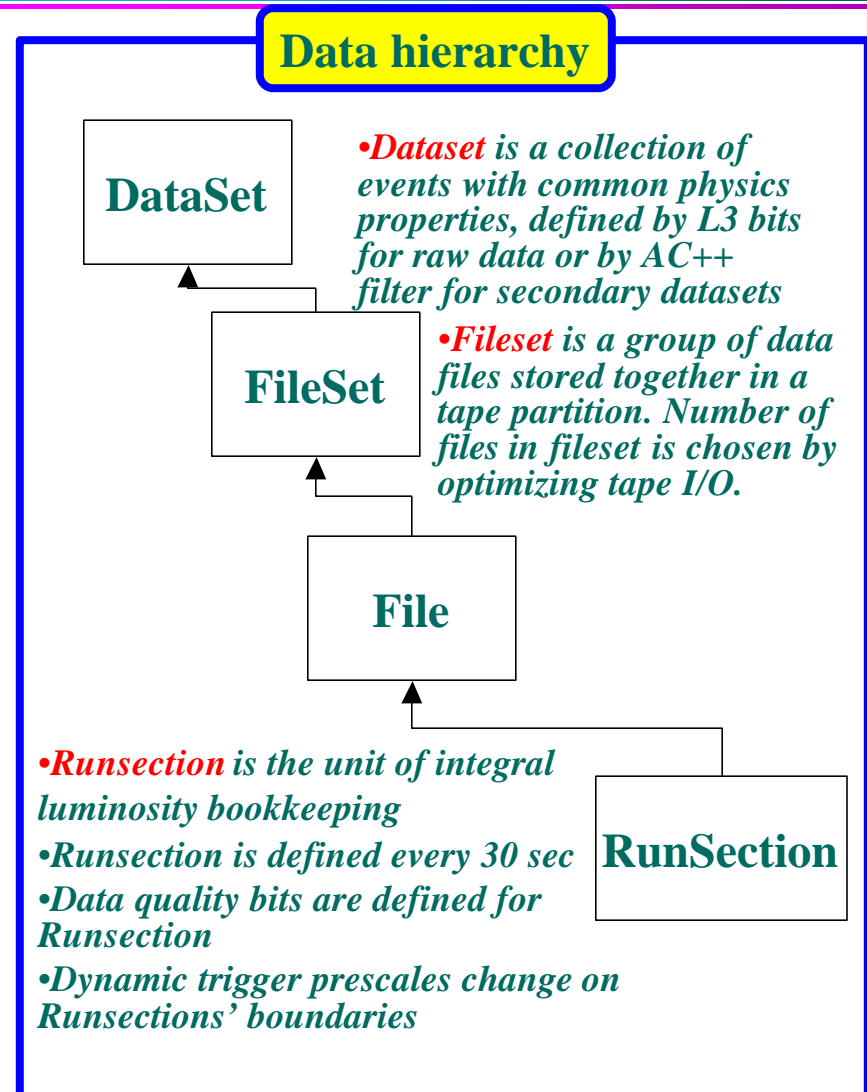 Data hierarchy
DataSet
•Dataset is a collection of
events with common physics
properties, defined by L3 bits
for raw data or by AC++
filter for secondary datasets
FileSet
•Fileset is a group of data
files stored together in a
tape partition. Number of
files in fileset is chosen by
optimizing tape I/O.
File
•Runsection is the unit of integral
luminosity bookkeeping
•Runsection is defined every 30 sec
•Data quality bits are defined for
Runsection
•Dynamic trigger prescales change on
Runsections’ boundaries
RunSection